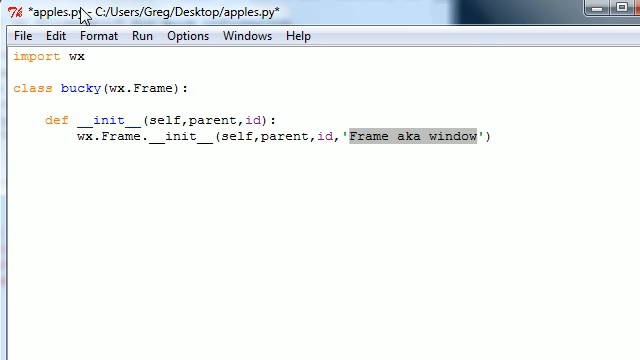 *apples.py - C:/Users/Greg/Desktop/apples.py*
File Edit Format Run Options Windows Help
import wx
class bucky(wx.Frame):
def __init__(self,parent,id):
wx.Frame.__init__(self,parent,id,'Frame aka window')